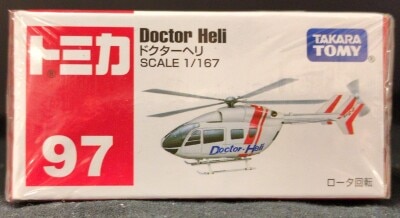 トミカ
97
Doctor Heli
ドクターヘリ
SCALE 1/167
TAKARA
TOMY
Doctor-Heli
ロータ回転